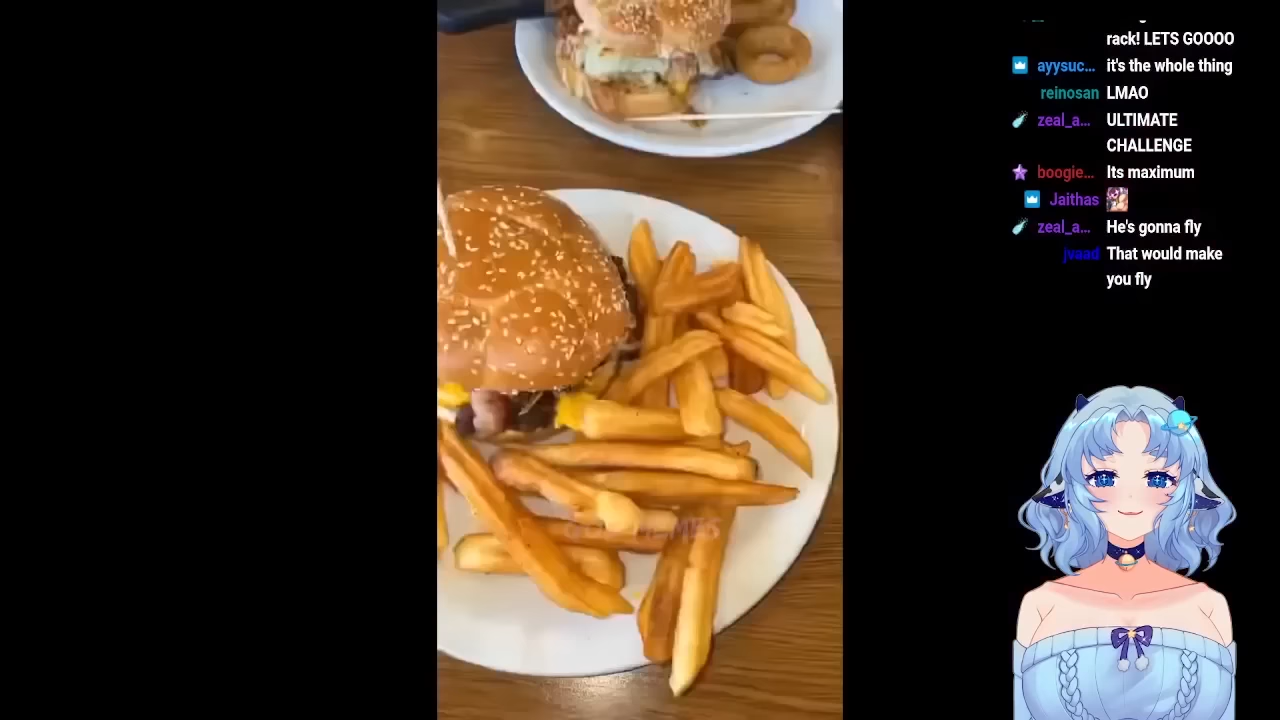 rack! LETS GOOOO
ayysuc... it's the whole thing
reinosan LMAO
zeal_a... ULTIMATE
CHALLENGE
boogie... Its maximum
Jaithas
zeal_a... He's gonna fly
jvaad That would make
you fly